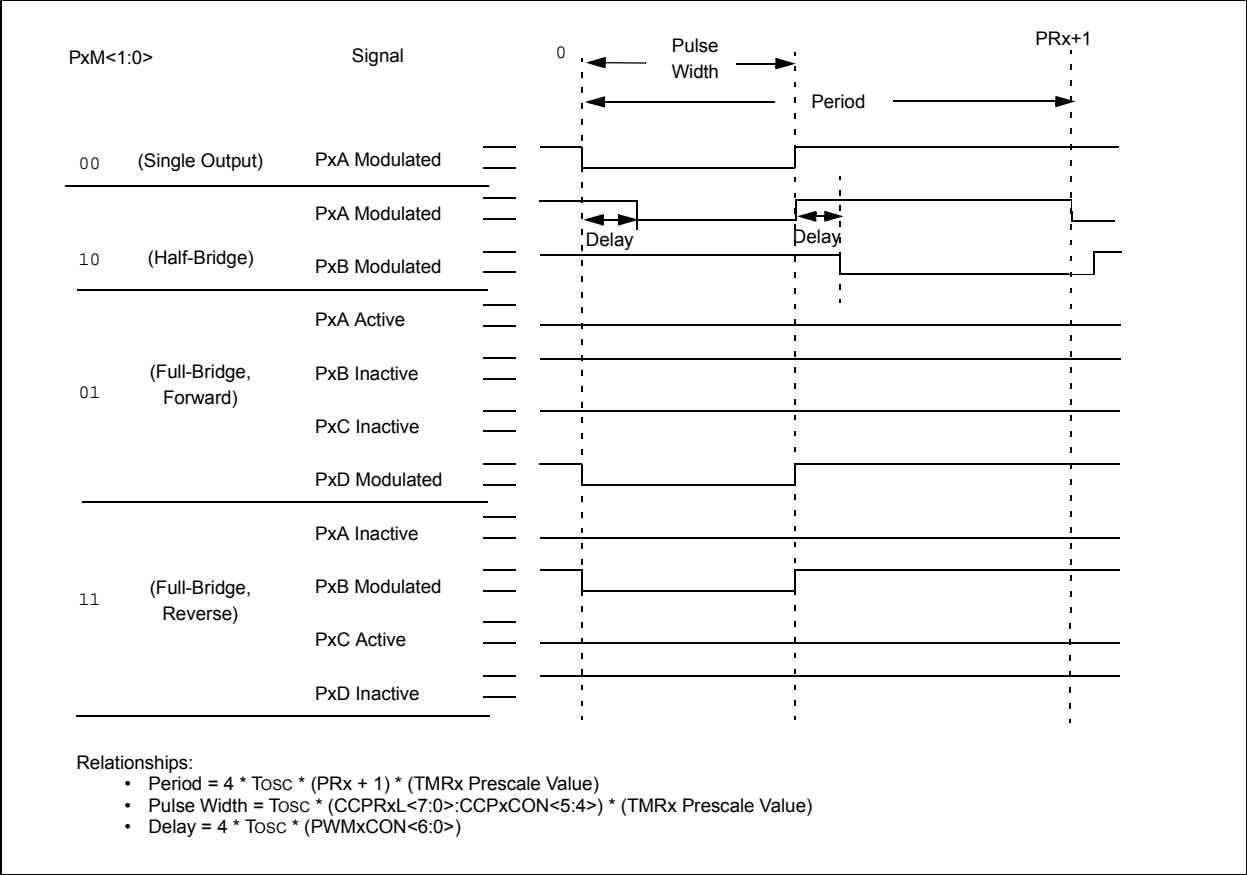 PxM<1:0>
Signal
0
Pulse
Width
PRx+1
Period
00
(Single Output)
PxA Modulated
PxA Modulated
Delay
Delay
10
(Half-Bridge)
PxB Modulated
PxA Active
01
(Full-Bridge,
Forward)
PxB Inactive
PxC Inactive
PxD Modulated
PxA Inactive
11
(Full-Bridge,
Reverse)
PxB Modulated
PxC Active
PxD Inactive
Relationships:
• Period = 4 * TOSC * (PRx + 1) * (TMRx Prescale Value)
• Pulse Width = TOSC * (CCPRxL<7:0>:CCPxCON<5:4>) * (TMRx Prescale Value)
• Delay = 4 * TOSC * (PWMxCON<6:0>)